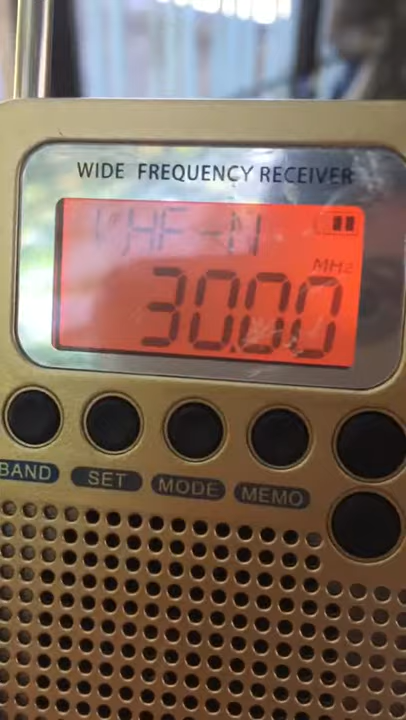 WIDE FREQUENCY RECEIVER
VHF-N
MHz
30.00
BAND SET MODE MEMO